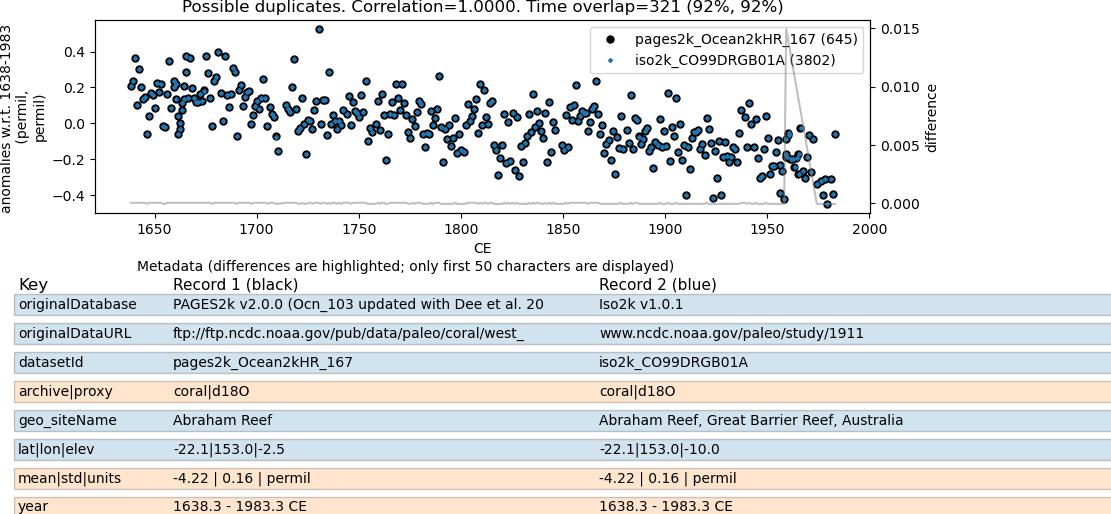 Possible duplicates. Correlation=1.0000. Time overlap=321 (92%, 92%)
anomalies w.r.t. 1638-1983
(permil,
permil)
0.4
0.2
0.0
−0.2
−0.4
pages2k_Ocean2kHR_167 (645)
iso2k_CO99DRGB01A (3802)
0.015
0.010
0.005
0.000
difference
1650 1700 1750 1800 1850 1900 1950 2000
CE
Metadata (differences are highlighted; only first 50 characters are displayed)
Key Record 1 (black) Record 2 (blue)
originalDatabase PAGES2k v2.0.0 (Ocn_103 updated with Dee et al. 20 Iso2k v1.0.1
originalDataURL ftp://ftp.ncdc.noaa.gov/pub/data/paleo/coral/west_ www.ncdc.noaa.gov/paleo/study/1911
datasetId pages2k_Ocean2kHR_167 iso2k_CO99DRGB01A
archive|proxy coral|d18O coral|d18O
geo_siteName Abraham Reef Abraham Reef, Great Barrier Reef, Australia
lat|lon|elev -22.1|153.0|-2.5 -22.1|153.0|-10.0
mean|std|units -4.22 | 0.16 | permil -4.22 | 0.16 | permil
year 1638.3 - 1983.3 CE 1638.3 - 1983.3 CE